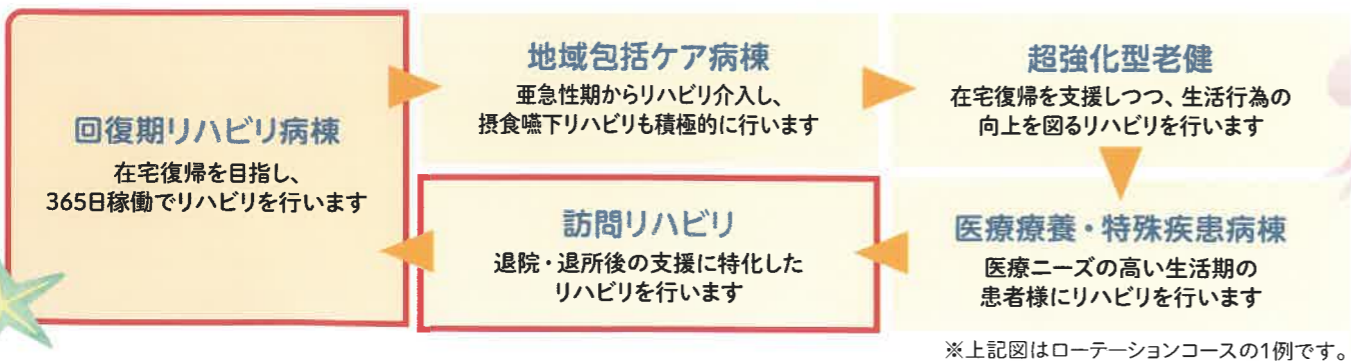 回復期リハビリ病棟
在宅復帰を目指し、
365日稼働でリハビリを行います
地域包括ケア病棟
亜急性期からリハビリ介入し、
摂食嚥下リハビリも積極的に行います
超強化型老健
在宅復帰を支援しつつ、生活行為の
向上を図るリハビリを行います
医療療養・特殊疾患病棟
医療ニーズの高い生活期の
患者様にリハビリを行います
訪問リハビリ
退院・退所後の支援に特化した
リハビリを行います
※上記図はローテーションコースの1例です。